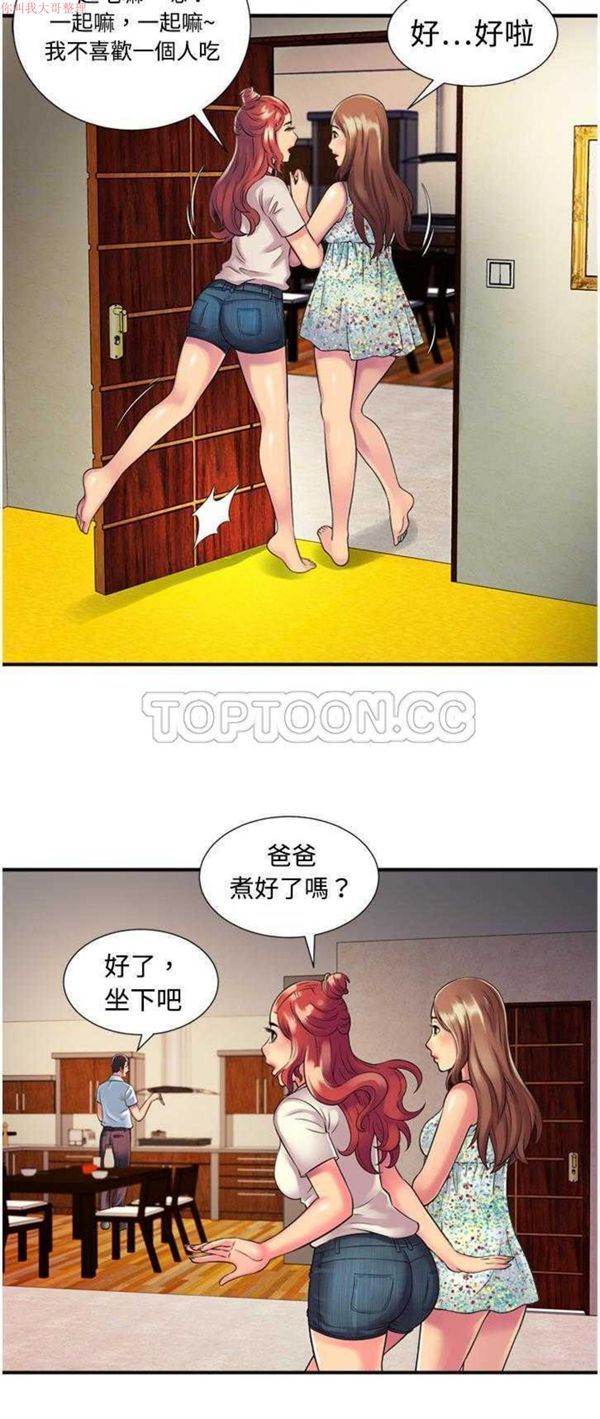 你叫我大哥整理
一起嘛，一起嘛~
我不喜歡一個人吃
好...好啦
TOPTOON.CC
爸爸
煮好了嗎？
好了，
坐下吧